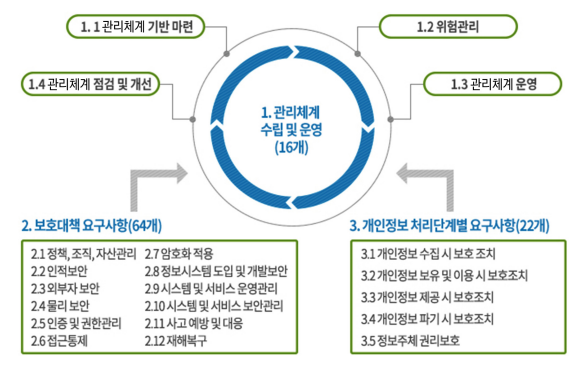 1. 1 관리체계 기반 마련
1.2 위험관리
1.4 관리체계 점검 및 개선
1.3 관리체계 운영
1. 관리체계
수립 및 운영
(16개)
2. 보호대책 요구사항(64개)
2.1 정책, 조직, 자산관리
2.2 인적보안
2.3 외부자 보안
2.4 물리 보안
2.5 인증 및 권한관리
2.6 접근통제
2.7 암호화 적용
2.8 정보시스템 도입 및 개발보안
2.9 시스템 및 서비스 운영관리
2.10 시스템 및 서비스 보안관리
2.11 사고 예방 및 대응
2.12 재해복구
3. 개인정보 처리단계별 요구사항(22개)
3.1 개인정보 수집 시 보호 조치
3.2 개인정보 보유 및 이용 시 보호조치
3.3 개인정보 제공 시 보호조치
3.4 개인정보 파기 시 보호조치
3.5 정보주체 권리보호